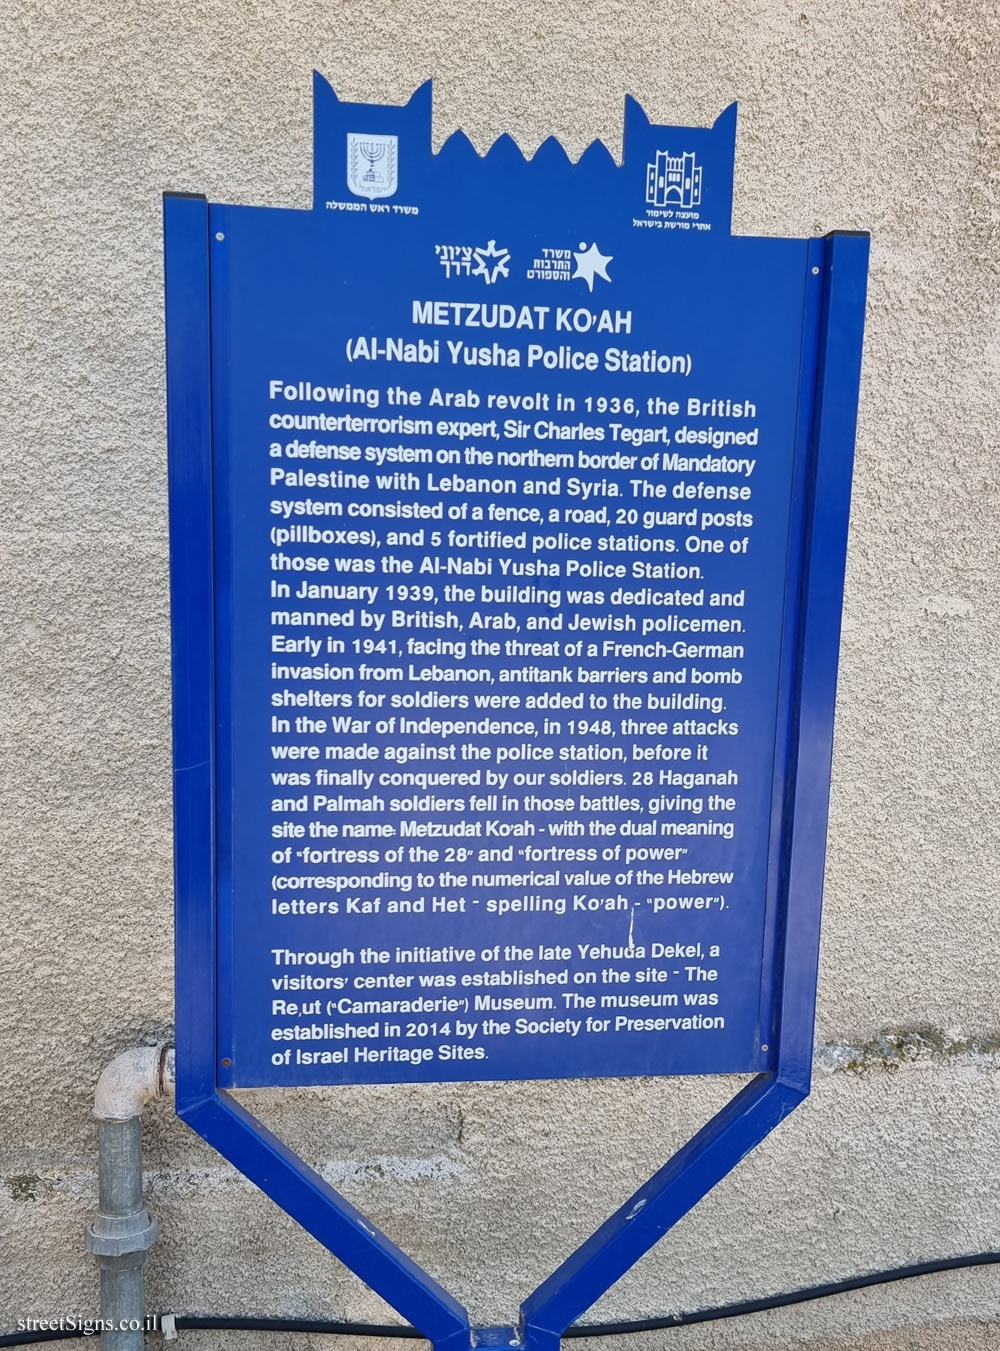 ישראל
משרד ראש הממשלה
מועצה לשימור
אתרי מורשת בישראל
ציוני
דרך
משרד
התרבות
והספורט
METZUDAT KO'AH
(Al-Nabi Yusha Police Station)
Following the Arab revolt in 1936, the British
counterterrorism expert, Sir Charles Tegart, designed
a defense system on the northern border of Mandatory
Palestine with Lebanon and Syria. The defense
system consisted of a fence, a road, 20 guard posts
(pillboxes), and 5 fortified police stations. One of
those was the Al-Nabi Yusha Police Station.
In January 1939, the building was dedicated and
manned by British, Arab, and Jewish policemen.
Early in 1941, facing the threat of a French-German
invasion from Lebanon, antitank barriers and bomb
shelters for soldiers were added to the building.
In the War of Independence, in 1948, three attacks
were made against the police station, before it
was finally conquered by our soldiers. 28 Haganah
and Palmah soldiers fell in those battles, giving the
site the name: Metzudat Ko'ah - with the dual meaning
of "fortress of the 28" and "fortress of power"
(corresponding to the numerical value of the Hebrew
letters Kaf and Het - spelling Ko'ah - "power").
Through the initiative of the late Yehuda Dekel, a
visitors' center was established on the site - The
Re,ut ("Camaraderie") Museum. The museum was
established in 2014 by the Society for Preservation
of Israel Heritage Sites.
streetSigns.co.il